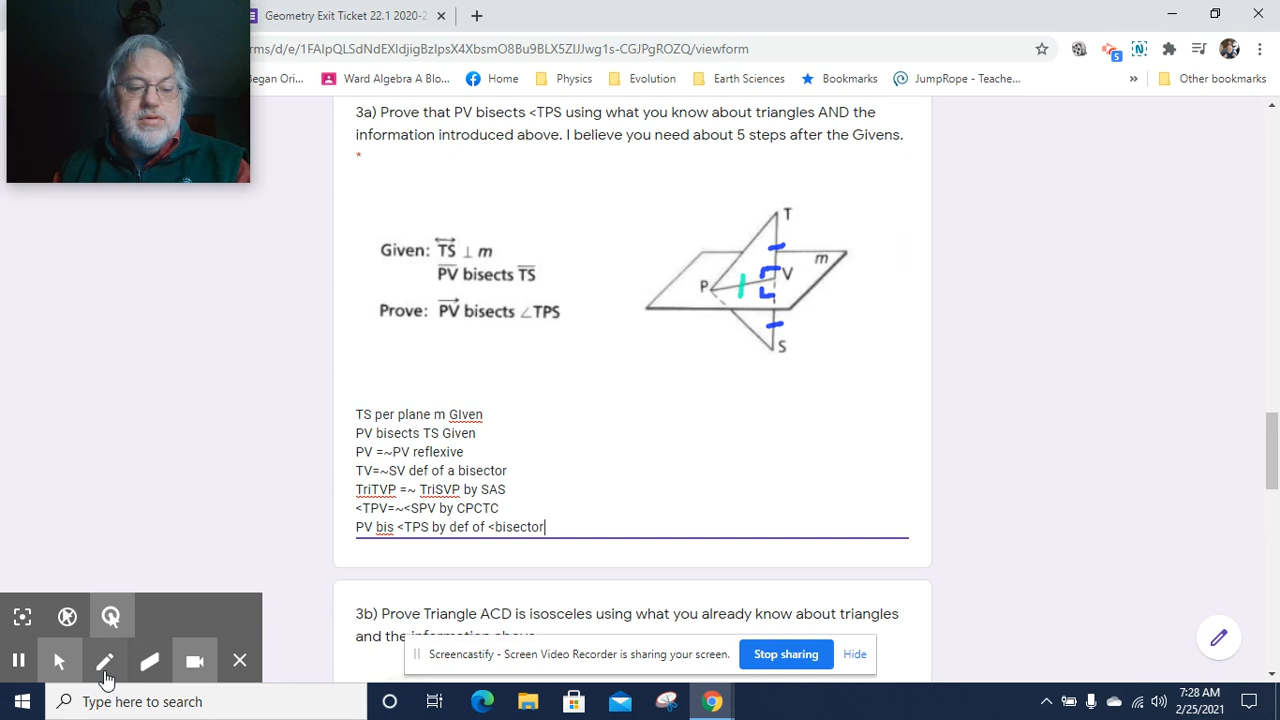 Geometry Exit Ticket 22.1 2020-2
rms/d/e/1FAIpQLSdNdEXIdjigBzIpsX4XbsmO8Bu9BLX5ZIJJwg1s-CGJPgROZQ/viewform
5
egan Ori...
Ward Algebra A Blo...
Home
Physics
Evolution
Earth Sciences
Bookmarks
JumpRope - Teache...
»
Other bookmarks
3a) Prove that PV bisects <TPS using what you know about triangles AND the
information introduced above. I believe you need about 5 steps after the Givens.
*
Given: TS ⊥ m
PV bisects TS
Prove: PV bisects ∠TPS
T
m
V
P
S
TS per plane m GIven
PV bisects TS Given
PV =~PV reflexive
TV=~SV def of a bisector
TriTVP =~ TriSVP by SAS
<TPV=~<SPV by CPCTC
PV bis <TPS by def of <bisector
3b) Prove Triangle ACD is isosceles using what you already know about triangles
and the information above.
Screencastify - Screen Video Recorder is sharing your screen.
Stop sharing
Hide
Type here to search
7:28 AM
2/25/2021